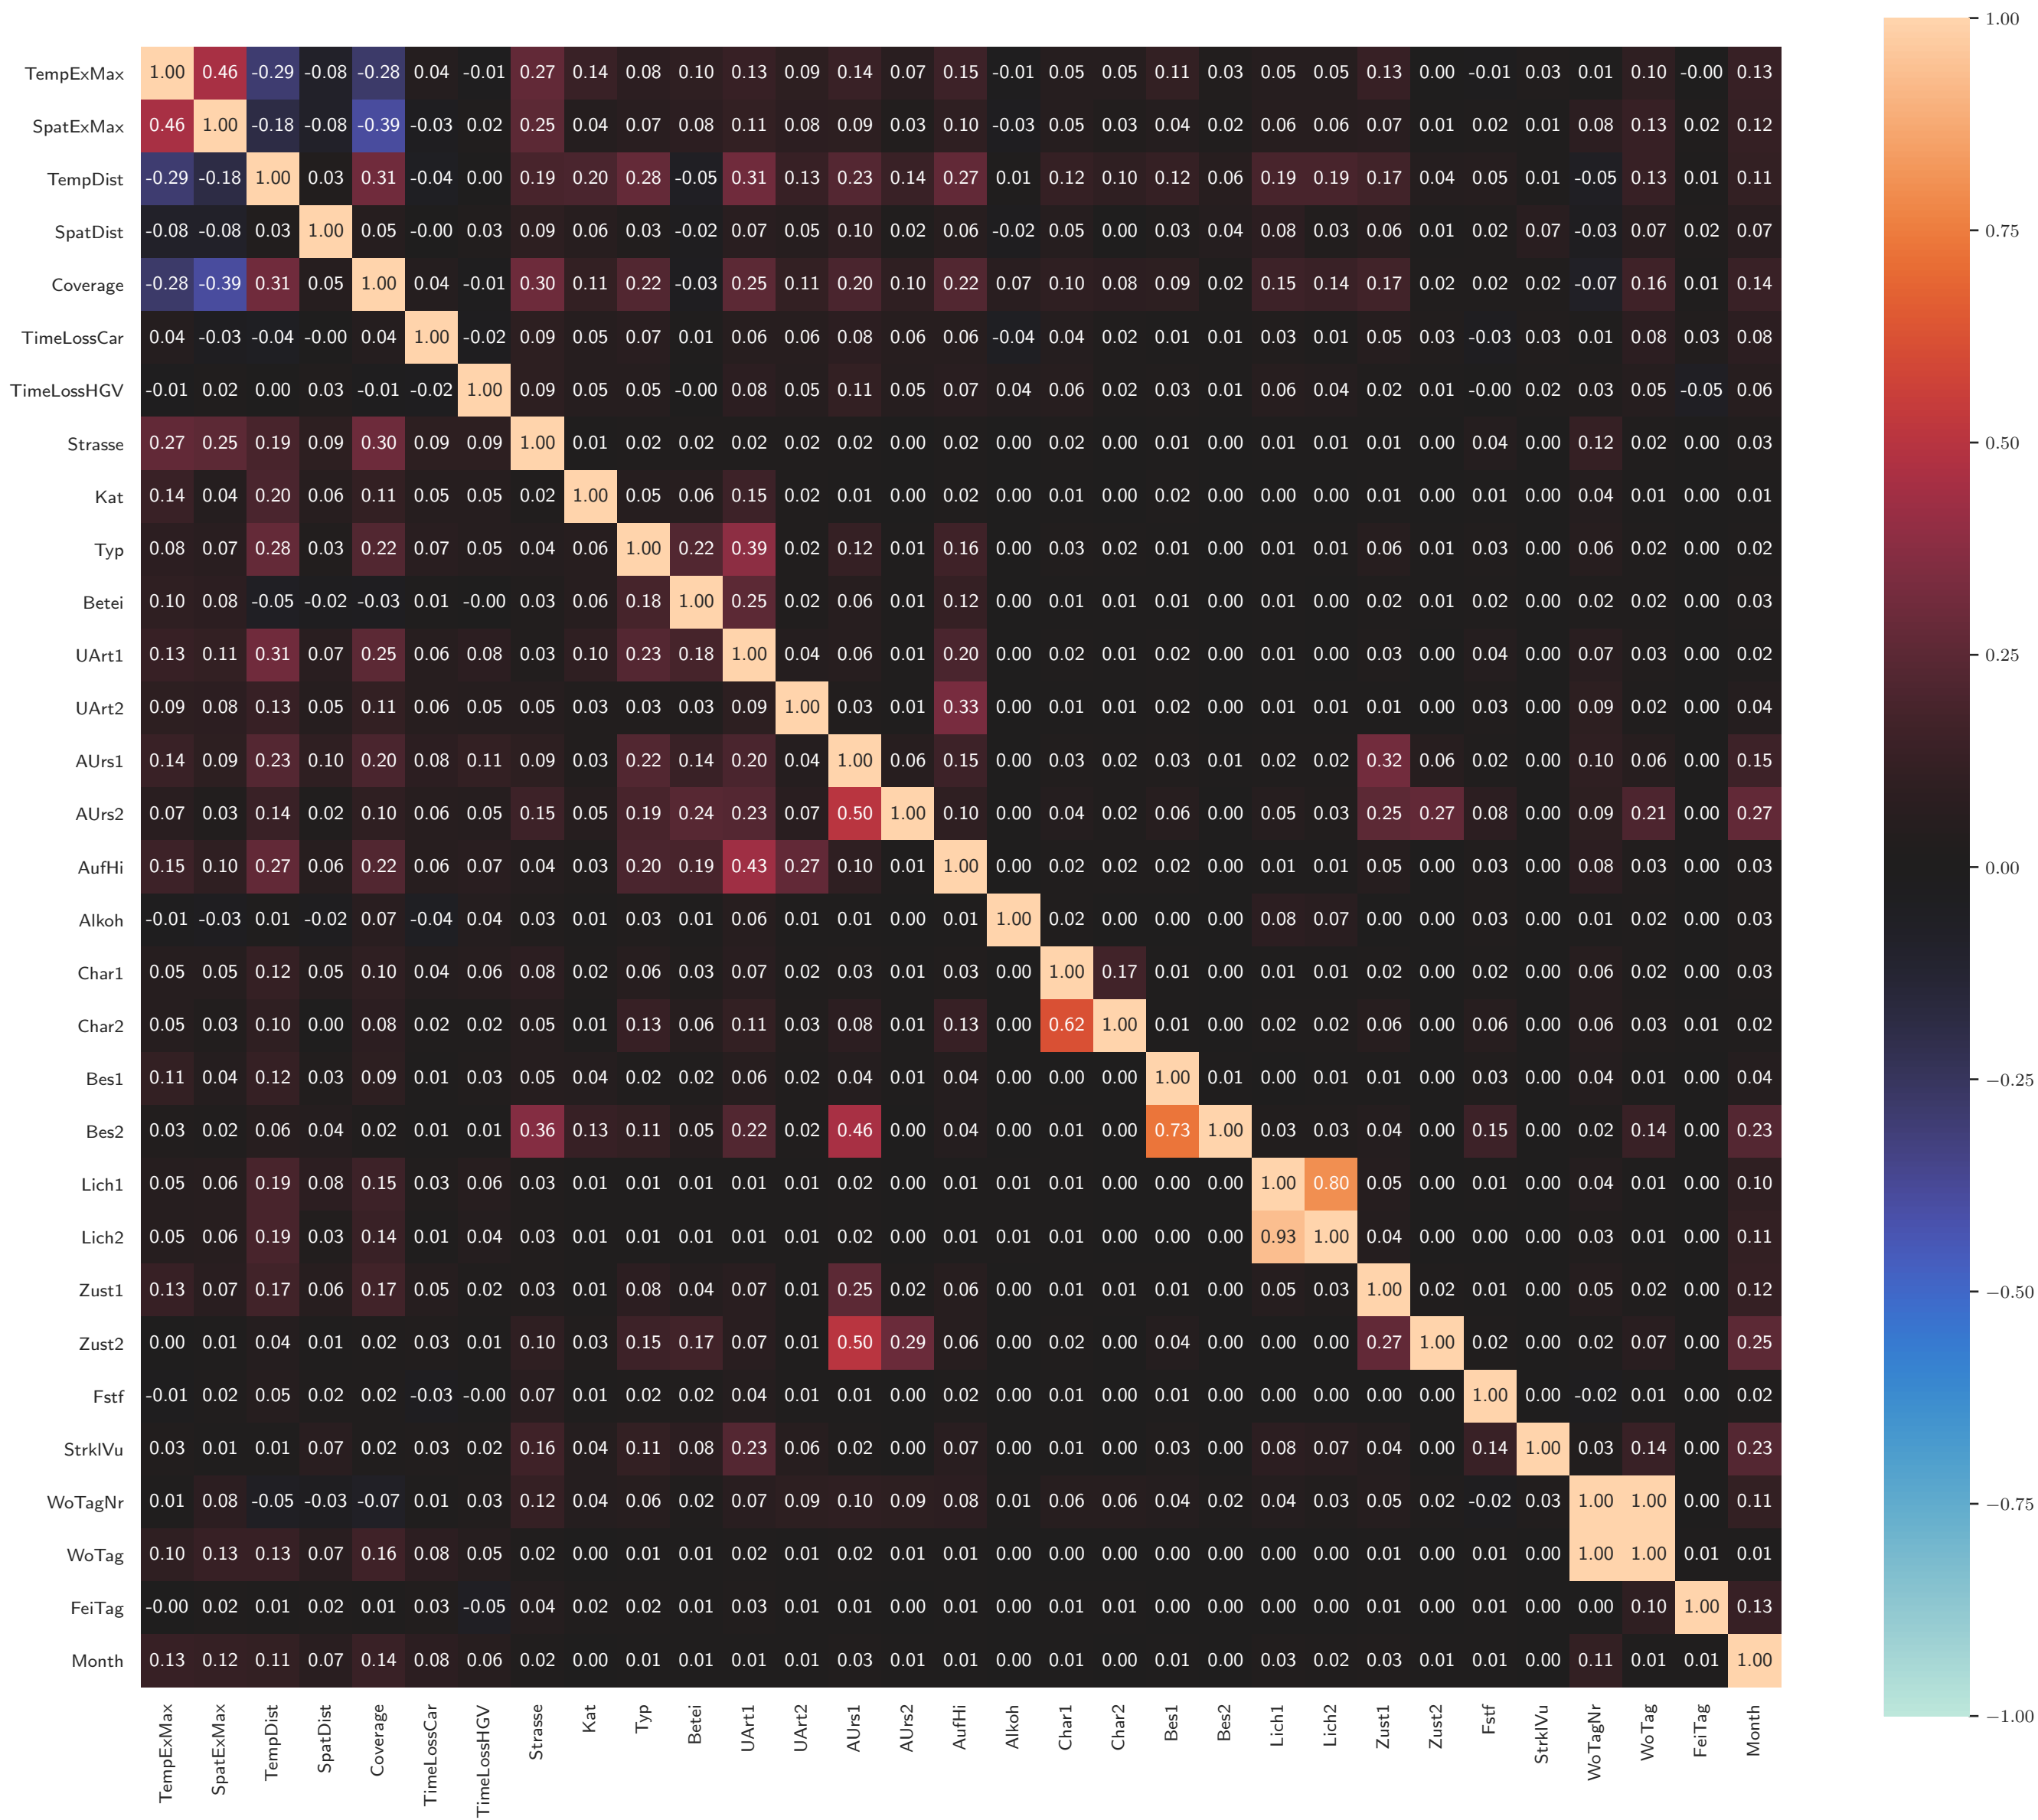 TempExMax 1.00 0.46 -0.29 -0.08 -0.28 0.04 -0.01 0.27 0.14 0.08 0.10 0.13 0.09 0.14 0.07 0.15 -0.01 0.05 0.05 0.11 0.03 0.05 0.05 0.13 0.00 -0.01 0.03 0.01 0.10 -0.00 0.13
SpatExMax 0.46 1.00 -0.18 -0.08 -0.39 -0.03 0.02 0.25 0.04 0.07 0.08 0.11 0.08 0.09 0.03 0.10 -0.03 0.05 0.03 0.04 0.02 0.06 0.06 0.07 0.01 0.02 0.01 0.08 0.13 0.02 0.12
TempDist -0.29 -0.18 1.00 0.03 0.31 -0.04 0.00 0.19 0.20 0.28 -0.05 0.31 0.13 0.23 0.14 0.27 0.01 0.12 0.10 0.12 0.06 0.19 0.19 0.17 0.04 0.05 0.01 -0.05 0.13 0.01 0.11
SpatDist -0.08 -0.08 0.03 1.00 0.05 -0.00 0.03 0.09 0.06 0.03 -0.02 0.07 0.05 0.10 0.02 0.06 -0.02 0.05 0.00 0.03 0.04 0.08 0.03 0.06 0.01 0.02 0.07 -0.03 0.07 0.02 0.07
Coverage -0.28 -0.39 0.31 0.05 1.00 0.04 -0.01 0.30 0.11 0.22 -0.03 0.25 0.11 0.20 0.10 0.22 0.07 0.10 0.08 0.09 0.02 0.15 0.14 0.17 0.02 0.02 0.02 -0.07 0.16 0.01 0.14
TimeLossCar 0.04 -0.03 -0.04 -0.00 0.04 1.00 -0.02 0.09 0.05 0.07 0.01 0.06 0.06 0.08 0.06 0.06 -0.04 0.04 0.02 0.01 0.01 0.03 0.01 0.05 0.03 -0.03 0.03 0.01 0.08 0.03 0.08
TimeLossHGV -0.01 0.02 0.00 0.03 -0.01 -0.02 1.00 0.09 0.05 0.05 -0.00 0.08 0.05 0.11 0.05 0.07 0.04 0.06 0.02 0.03 0.01 0.06 0.04 0.02 0.01 -0.00 0.02 0.03 0.05 -0.05 0.06
Strasse 0.27 0.25 0.19 0.09 0.30 0.09 0.09 1.00 0.01 0.02 0.02 0.02 0.02 0.02 0.00 0.02 0.00 0.02 0.00 0.01 0.00 0.01 0.01 0.01 0.00 0.04 0.00 0.12 0.02 0.00 0.03
Kat 0.14 0.04 0.20 0.06 0.11 0.05 0.05 0.02 1.00 0.05 0.06 0.15 0.02 0.01 0.00 0.02 0.00 0.01 0.00 0.02 0.00 0.00 0.00 0.01 0.00 0.01 0.00 0.04 0.01 0.00 0.01
Typ 0.08 0.07 0.28 0.03 0.22 0.07 0.05 0.04 0.06 1.00 0.22 0.39 0.02 0.12 0.01 0.16 0.00 0.03 0.02 0.01 0.00 0.01 0.01 0.06 0.01 0.03 0.00 0.06 0.02 0.00 0.02
Betei 0.10 0.08 -0.05 -0.02 -0.03 0.01 -0.00 0.03 0.06 0.18 1.00 0.25 0.02 0.06 0.01 0.12 0.00 0.01 0.01 0.01 0.00 0.01 0.00 0.02 0.01 0.02 0.00 0.02 0.02 0.00 0.03
UArt1 0.13 0.11 0.31 0.07 0.25 0.06 0.08 0.03 0.10 0.23 0.18 1.00 0.04 0.06 0.01 0.20 0.00 0.02 0.01 0.02 0.00 0.01 0.00 0.03 0.00 0.04 0.00 0.07 0.03 0.00 0.02
UArt2 0.09 0.08 0.13 0.05 0.11 0.06 0.05 0.05 0.03 0.03 0.03 0.09 1.00 0.03 0.01 0.33 0.00 0.01 0.01 0.02 0.00 0.01 0.01 0.01 0.00 0.03 0.00 0.09 0.02 0.00 0.04
AUrs1 0.14 0.09 0.23 0.10 0.20 0.08 0.11 0.09 0.03 0.22 0.14 0.20 0.04 1.00 0.06 0.15 0.00 0.03 0.02 0.03 0.01 0.02 0.02 0.32 0.06 0.02 0.00 0.10 0.06 0.00 0.15
AUrs2 0.07 0.03 0.14 0.02 0.10 0.06 0.05 0.15 0.05 0.19 0.24 0.23 0.07 0.50 1.00 0.10 0.00 0.04 0.02 0.06 0.00 0.05 0.03 0.25 0.27 0.08 0.00 0.09 0.21 0.00 0.27
AufHi 0.15 0.10 0.27 0.06 0.22 0.06 0.07 0.04 0.03 0.20 0.19 0.43 0.27 0.10 0.01 1.00 0.00 0.02 0.02 0.02 0.00 0.01 0.01 0.05 0.00 0.03 0.00 0.08 0.03 0.00 0.03
Alkoh -0.01 -0.03 0.01 -0.02 0.07 -0.04 0.04 0.03 0.01 0.03 0.01 0.06 0.01 0.01 0.00 0.01 1.00 0.02 0.00 0.00 0.00 0.08 0.07 0.00 0.00 0.03 0.00 0.01 0.02 0.00 0.03
Char1 0.05 0.05 0.12 0.05 0.10 0.04 0.06 0.08 0.02 0.06 0.03 0.07 0.02 0.03 0.01 0.03 0.00 1.00 0.17 0.01 0.00 0.01 0.01 0.02 0.00 0.02 0.00 0.06 0.02 0.00 0.03
Char2 0.05 0.03 0.10 0.00 0.08 0.02 0.02 0.05 0.01 0.13 0.06 0.11 0.03 0.08 0.01 0.13 0.00 0.62 1.00 0.01 0.00 0.02 0.02 0.06 0.00 0.06 0.00 0.06 0.03 0.01 0.02
Bes1 0.11 0.04 0.12 0.03 0.09 0.01 0.03 0.05 0.04 0.02 0.02 0.06 0.02 0.04 0.01 0.04 0.00 0.00 0.00 1.00 0.01 0.00 0.01 0.01 0.00 0.03 0.00 0.04 0.01 0.00 0.04
Bes2 0.03 0.02 0.06 0.04 0.02 0.01 0.01 0.36 0.13 0.11 0.05 0.22 0.02 0.46 0.00 0.04 0.00 0.01 0.00 0.73 1.00 0.03 0.03 0.04 0.00 0.15 0.00 0.02 0.14 0.00 0.23
Lich1 0.05 0.06 0.19 0.08 0.15 0.03 0.06 0.03 0.01 0.01 0.01 0.01 0.01 0.02 0.00 0.01 0.01 0.01 0.00 0.00 0.00 1.00 0.80 0.05 0.00 0.01 0.00 0.04 0.01 0.00 0.10
Lich2 0.05 0.06 0.19 0.03 0.14 0.01 0.04 0.03 0.01 0.01 0.01 0.01 0.01 0.02 0.00 0.01 0.01 0.01 0.00 0.00 0.00 0.93 1.00 0.04 0.00 0.00 0.00 0.03 0.01 0.00 0.11
Zust1 0.13 0.07 0.17 0.06 0.17 0.05 0.02 0.03 0.01 0.08 0.04 0.07 0.01 0.25 0.02 0.06 0.00 0.01 0.01 0.01 0.00 0.05 0.03 1.00 0.02 0.01 0.00 0.05 0.02 0.00 0.12
Zust2 0.00 0.01 0.04 0.01 0.02 0.03 0.01 0.10 0.03 0.15 0.17 0.07 0.01 0.50 0.29 0.06 0.00 0.02 0.00 0.04 0.00 0.00 0.00 0.27 1.00 0.02 0.00 0.02 0.07 0.00 0.25
Fstf -0.01 0.02 0.05 0.02 0.02 -0.03 -0.00 0.07 0.01 0.02 0.02 0.04 0.01 0.01 0.00 0.02 0.00 0.01 0.00 0.01 0.00 0.00 0.00 0.00 0.00 1.00 0.00 -0.02 0.01 0.00 0.02
StrklVu 0.03 0.01 0.01 0.07 0.02 0.03 0.02 0.16 0.04 0.11 0.08 0.23 0.06 0.02 0.00 0.07 0.00 0.01 0.00 0.03 0.00 0.08 0.07 0.04 0.00 0.14 1.00 0.03 0.14 0.00 0.23
WoTagNr 0.01 0.08 -0.05 -0.03 -0.07 0.01 0.03 0.12 0.04 0.06 0.02 0.07 0.09 0.10 0.09 0.08 0.01 0.06 0.06 0.04 0.02 0.04 0.03 0.05 0.02 -0.02 0.03 1.00 1.00 0.00 0.11
WoTag 0.10 0.13 0.13 0.07 0.16 0.08 0.05 0.02 0.00 0.01 0.01 0.02 0.01 0.02 0.01 0.01 0.00 0.00 0.00 0.00 0.00 0.00 0.00 0.01 0.00 0.01 0.00 1.00 1.00 0.01 0.01
FeiTag -0.00 0.02 0.01 0.02 0.01 0.03 -0.05 0.04 0.02 0.02 0.01 0.03 0.01 0.01 0.00 0.01 0.00 0.01 0.01 0.00 0.00 0.00 0.00 0.01 0.00 0.00 0.00 0.00 0.10 1.00 0.13
Month 0.13 0.12 0.11 0.07 0.14 0.08 0.06 0.02 0.00 0.01 0.01 0.01 0.01 0.03 0.01 0.01 0.00 0.01 0.00 0.01 0.00 0.03 0.02 0.03 0.01 0.01 0.00 0.11 0.01 0.01 1.00
TempExMax SpatExMax TempDist SpatDist Coverage TimeLossCar TimeLossHGV Strasse Kat Typ Betei UArt1 UArt2 AUrs1 AUrs2 AufHi Alkoh Char1 Char2 Bes1 Bes2 Lich1 Lich2 Zust1 Zust2 Fstf StrklVu WoTagNr WoTag FeiTag Month
1.00
0.75
0.50
0.25
0.00
−0.25
−0.50
−0.75
−1.00